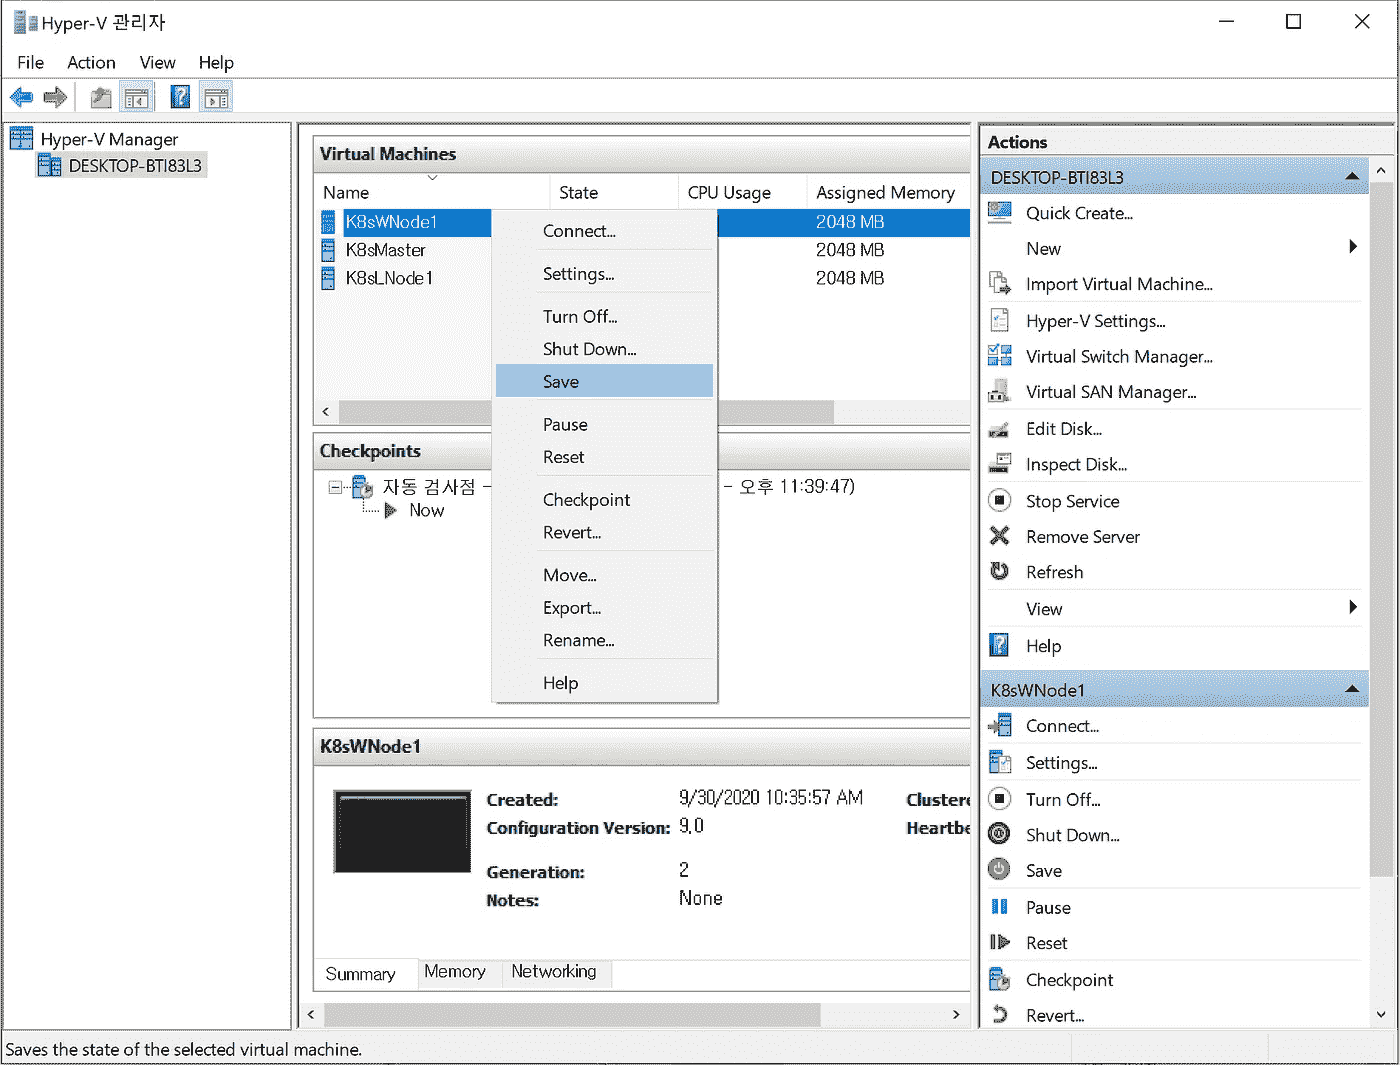 Hyper-V 관리자
File Action View Help
Hyper-V Manager
DESKTOP-BTI83L3
Virtual Machines
Name State CPU Usage Assigned Memory
K8sWNode1 2048 MB
K8sMaster 2048 MB
K8sLNode1 2048 MB
Connect...
Settings...
Turn Off...
Shut Down...
Save
Pause
Reset
Checkpoint
Revert...
Move...
Export...
Rename...
Help
Checkpoints
자동 검사점 - - 오후 11:39:47)
Now
K8sWNode1
Created: 9/30/2020 10:35:57 AM Clustere
Configuration Version: 9.0 Heartbe
Generation: 2
Notes: None
Summary Memory Networking
Actions
DESKTOP-BTI83L3
Quick Create...
New
Import Virtual Machine...
Hyper-V Settings...
Virtual Switch Manager...
Virtual SAN Manager...
Edit Disk...
Inspect Disk...
Stop Service
Remove Server
Refresh
View
Help
K8sWNode1
Connect...
Settings...
Turn Off...
Shut Down...
Save
Pause
Reset
Checkpoint
Revert...
Saves the state of the selected virtual machine.